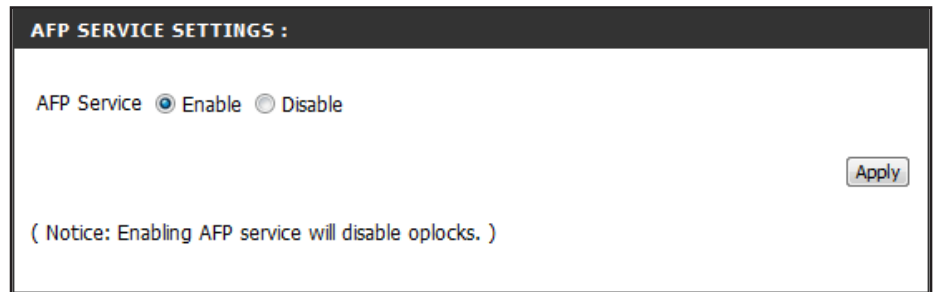 AFP SERVICE SETTINGS :
AFP Service Enable Disable
Apply
( Notice: Enabling AFP service will disable oplocks. )